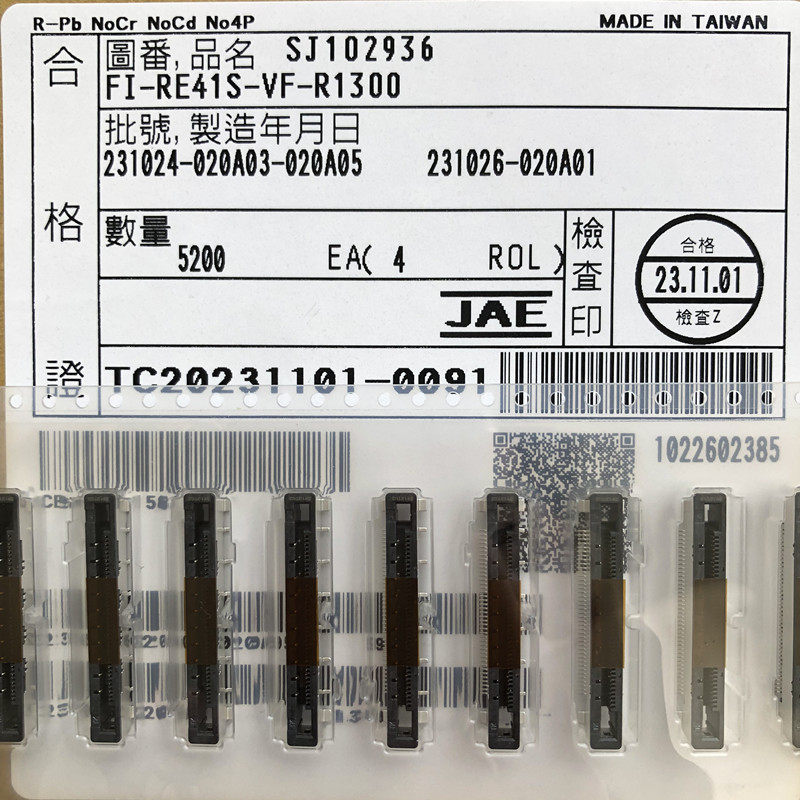 R-Pb NoCr NoCd No4P
MADE IN TAIWAN
合格證
圖番,品名 SJ102936
FI-RE41S-VF-R1300
批號,製造年月日
231024-020A03-020A05 231026-020A01
數量
5200 EA( 4 ROL )
檢查印
合格
23.11.01
檢查Z
JAE
TC20231101-0091
1022602385